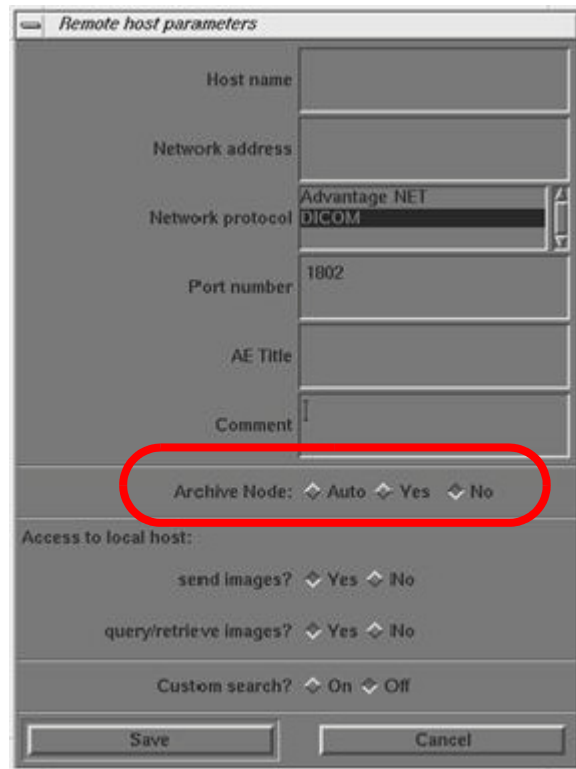 Remote host parameters
Host name
Network address
Network protocol Advantage NET
DICOM
Port number 1802
AE Title
Comment
Archive Node: Auto Yes No
Access to local host:
send images? Yes No
query/retrieve images? Yes No
Custom search? On Off
Save Cancel